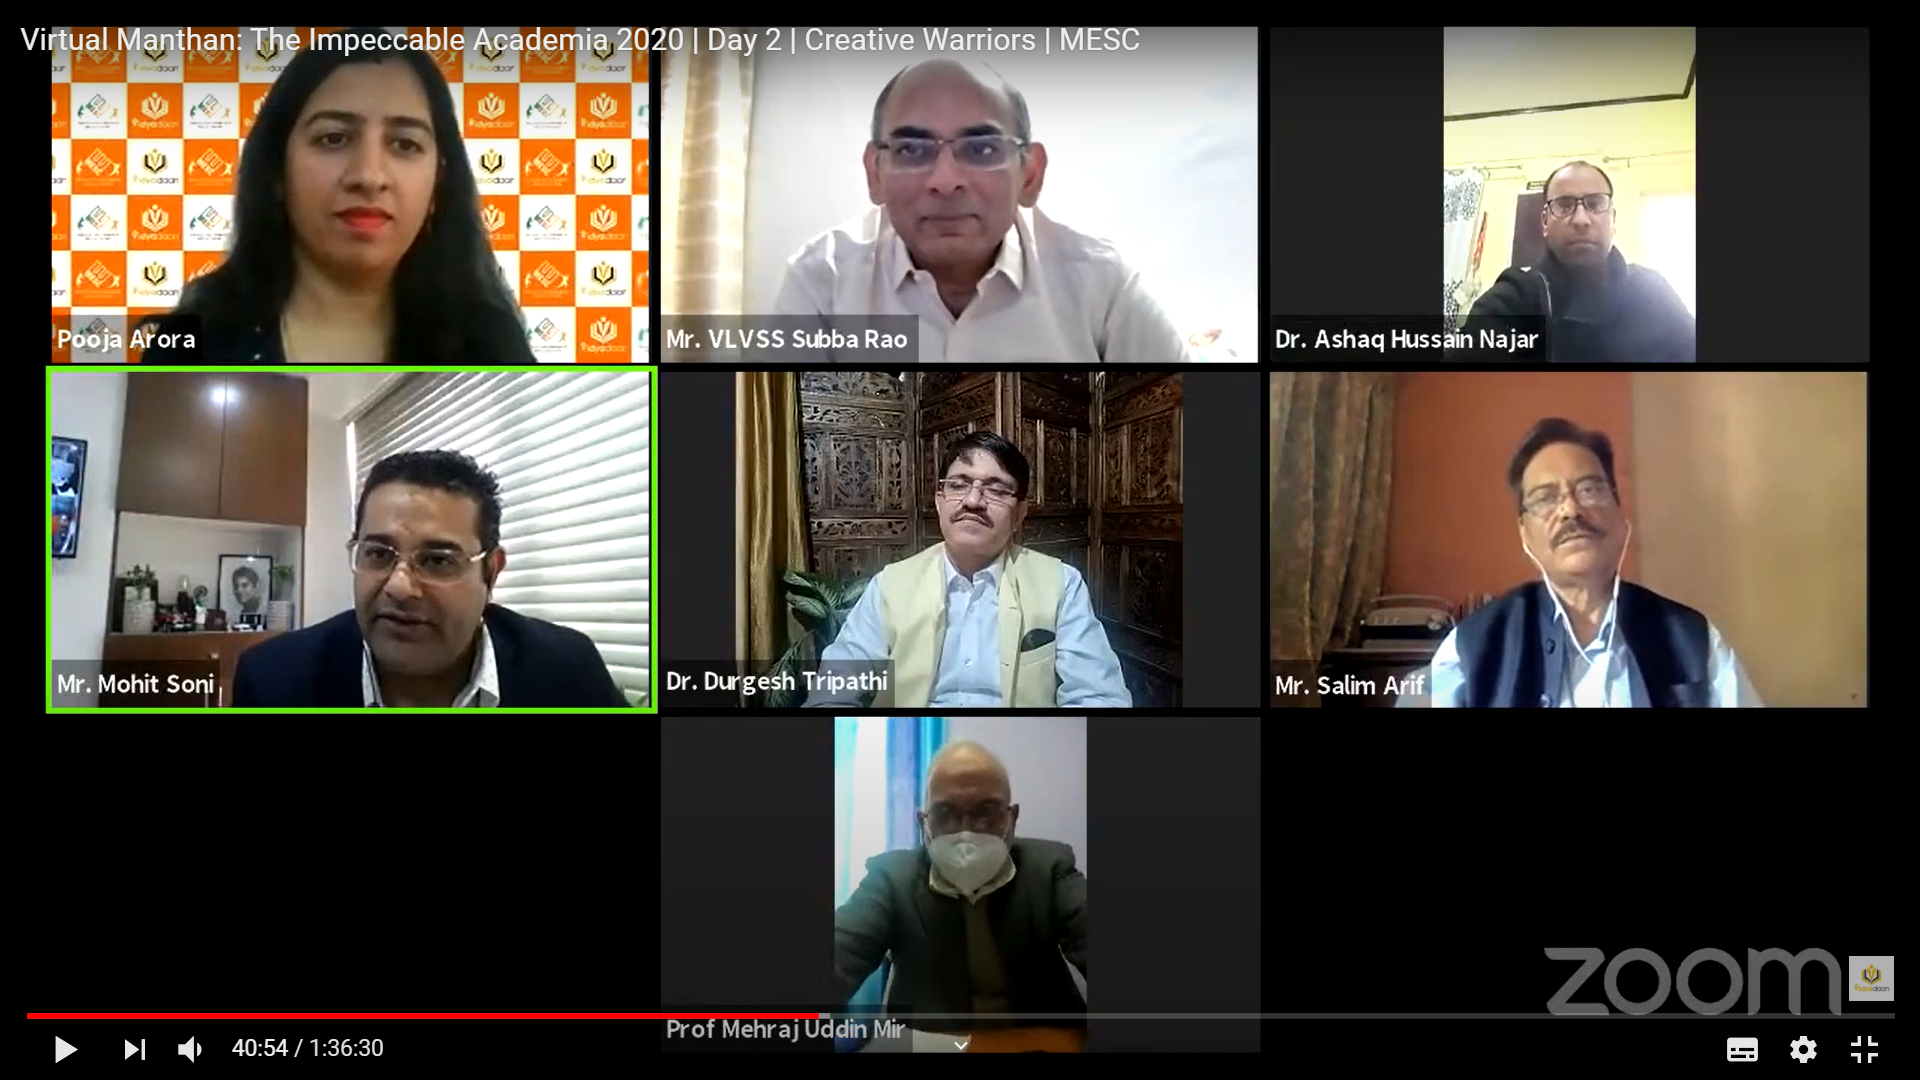 Virtual Manthan: The Impeccable Academia 2020 | Day 2 | Creative Warriors | MESC
Pooja Arora
Mr. VLVSS Subba Rao
Dr. Ashaq Hussain Najar
Mr. Mohit Soni
Dr. Durgesh Tripathi
Mr. Salim Arif
Prof Mehraj Uddin Mir
zoom
40:54 / 1:36:30